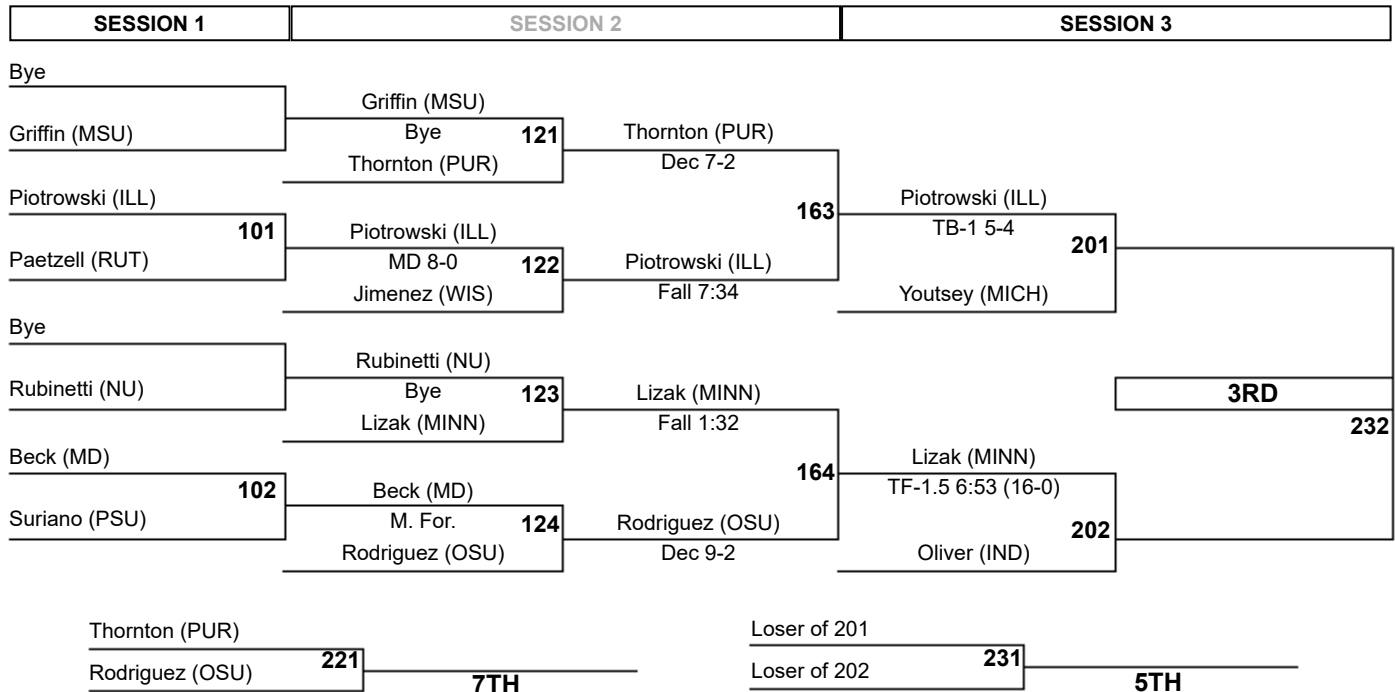 SESSION 1 SESSION 2 SESSION 3
Bye
Griffin (MSU)
Griffin (MSU)
Bye 121
Thornton (PUR)
Thornton (PUR)
Dec 7-2
Piotrowski (ILL)
101
Paetzell (RUT)
Piotrowski (ILL)
MD 8-0 122
Jimenez (WIS)
Piotrowski (ILL)
Fall 7:34
163
Piotrowski (ILL)
TB-1 5-4
201
Youtsey (MICH)
Bye
Rubinetti (NU)
Rubinetti (NU)
Bye 123
Lizak (MINN)
Lizak (MINN)
Fall 1:32
Beck (MD)
102
Suriano (PSU)
Beck (MD)
M. For. 124
Rodriguez (OSU)
Rodriguez (OSU)
Dec 9-2
164
Lizak (MINN)
TF-1.5 6:53 (16-0)
202
Oliver (IND)
3RD
232
Thornton (PUR)
221
Rodriguez (OSU)
7TH
Loser of 201
231
Loser of 202
5TH